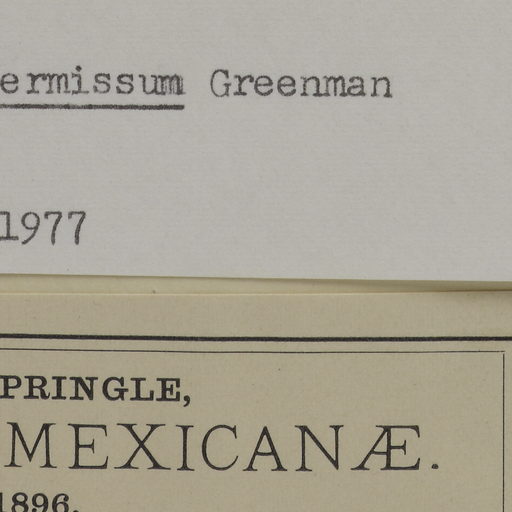 ermissum Greenman
1977
PRINGLE,
MEXICANÆ.
1896.